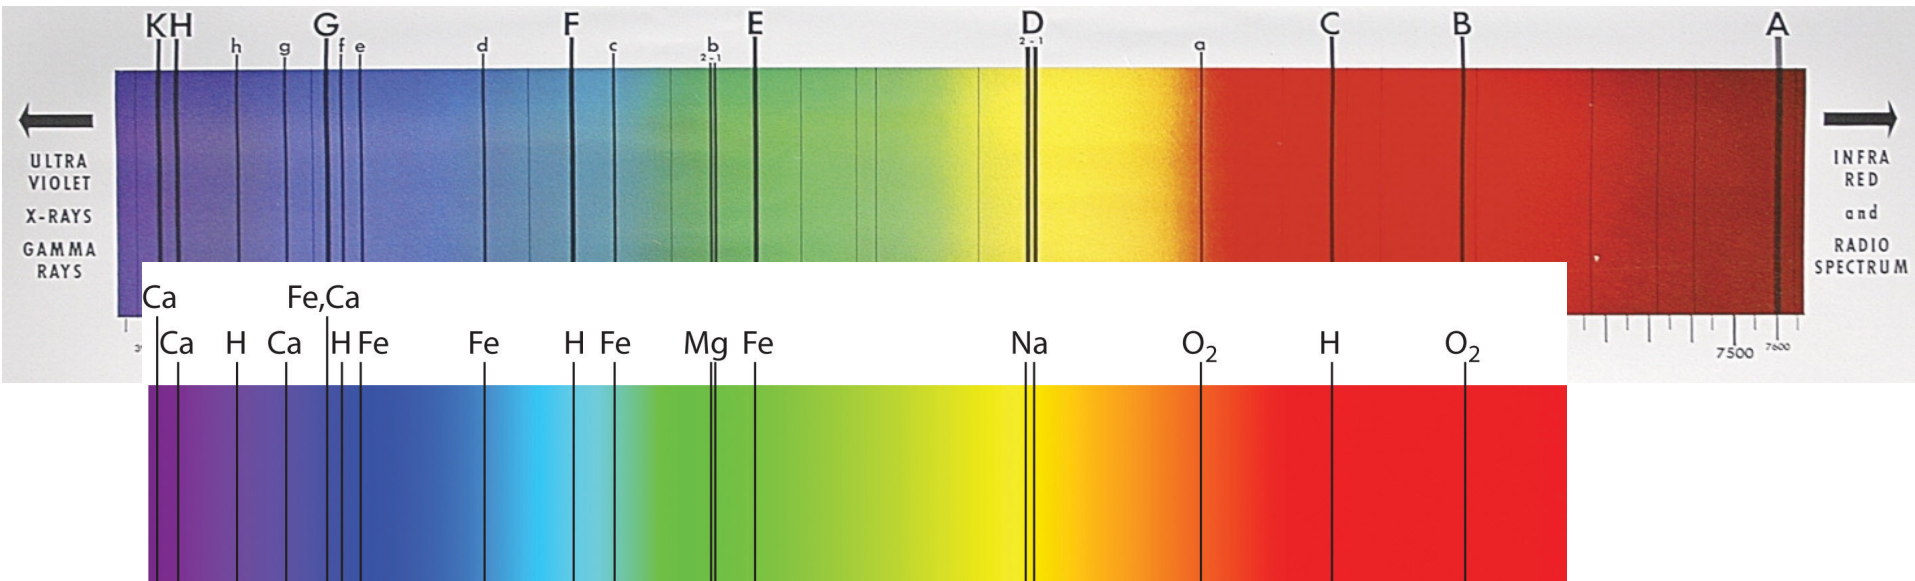 K H G F E D C B A
h g f e d c b a
2-1 2-1
ULTRA
VIOLET
X-RAYS
GAMMA
RAYS
INFRA
RED
and
RADIO
SPECTRUM
Ca Fe,Ca
Ca H Ca H Fe Fe H Fe Mg Fe Na O₂ H O₂
7500 7600